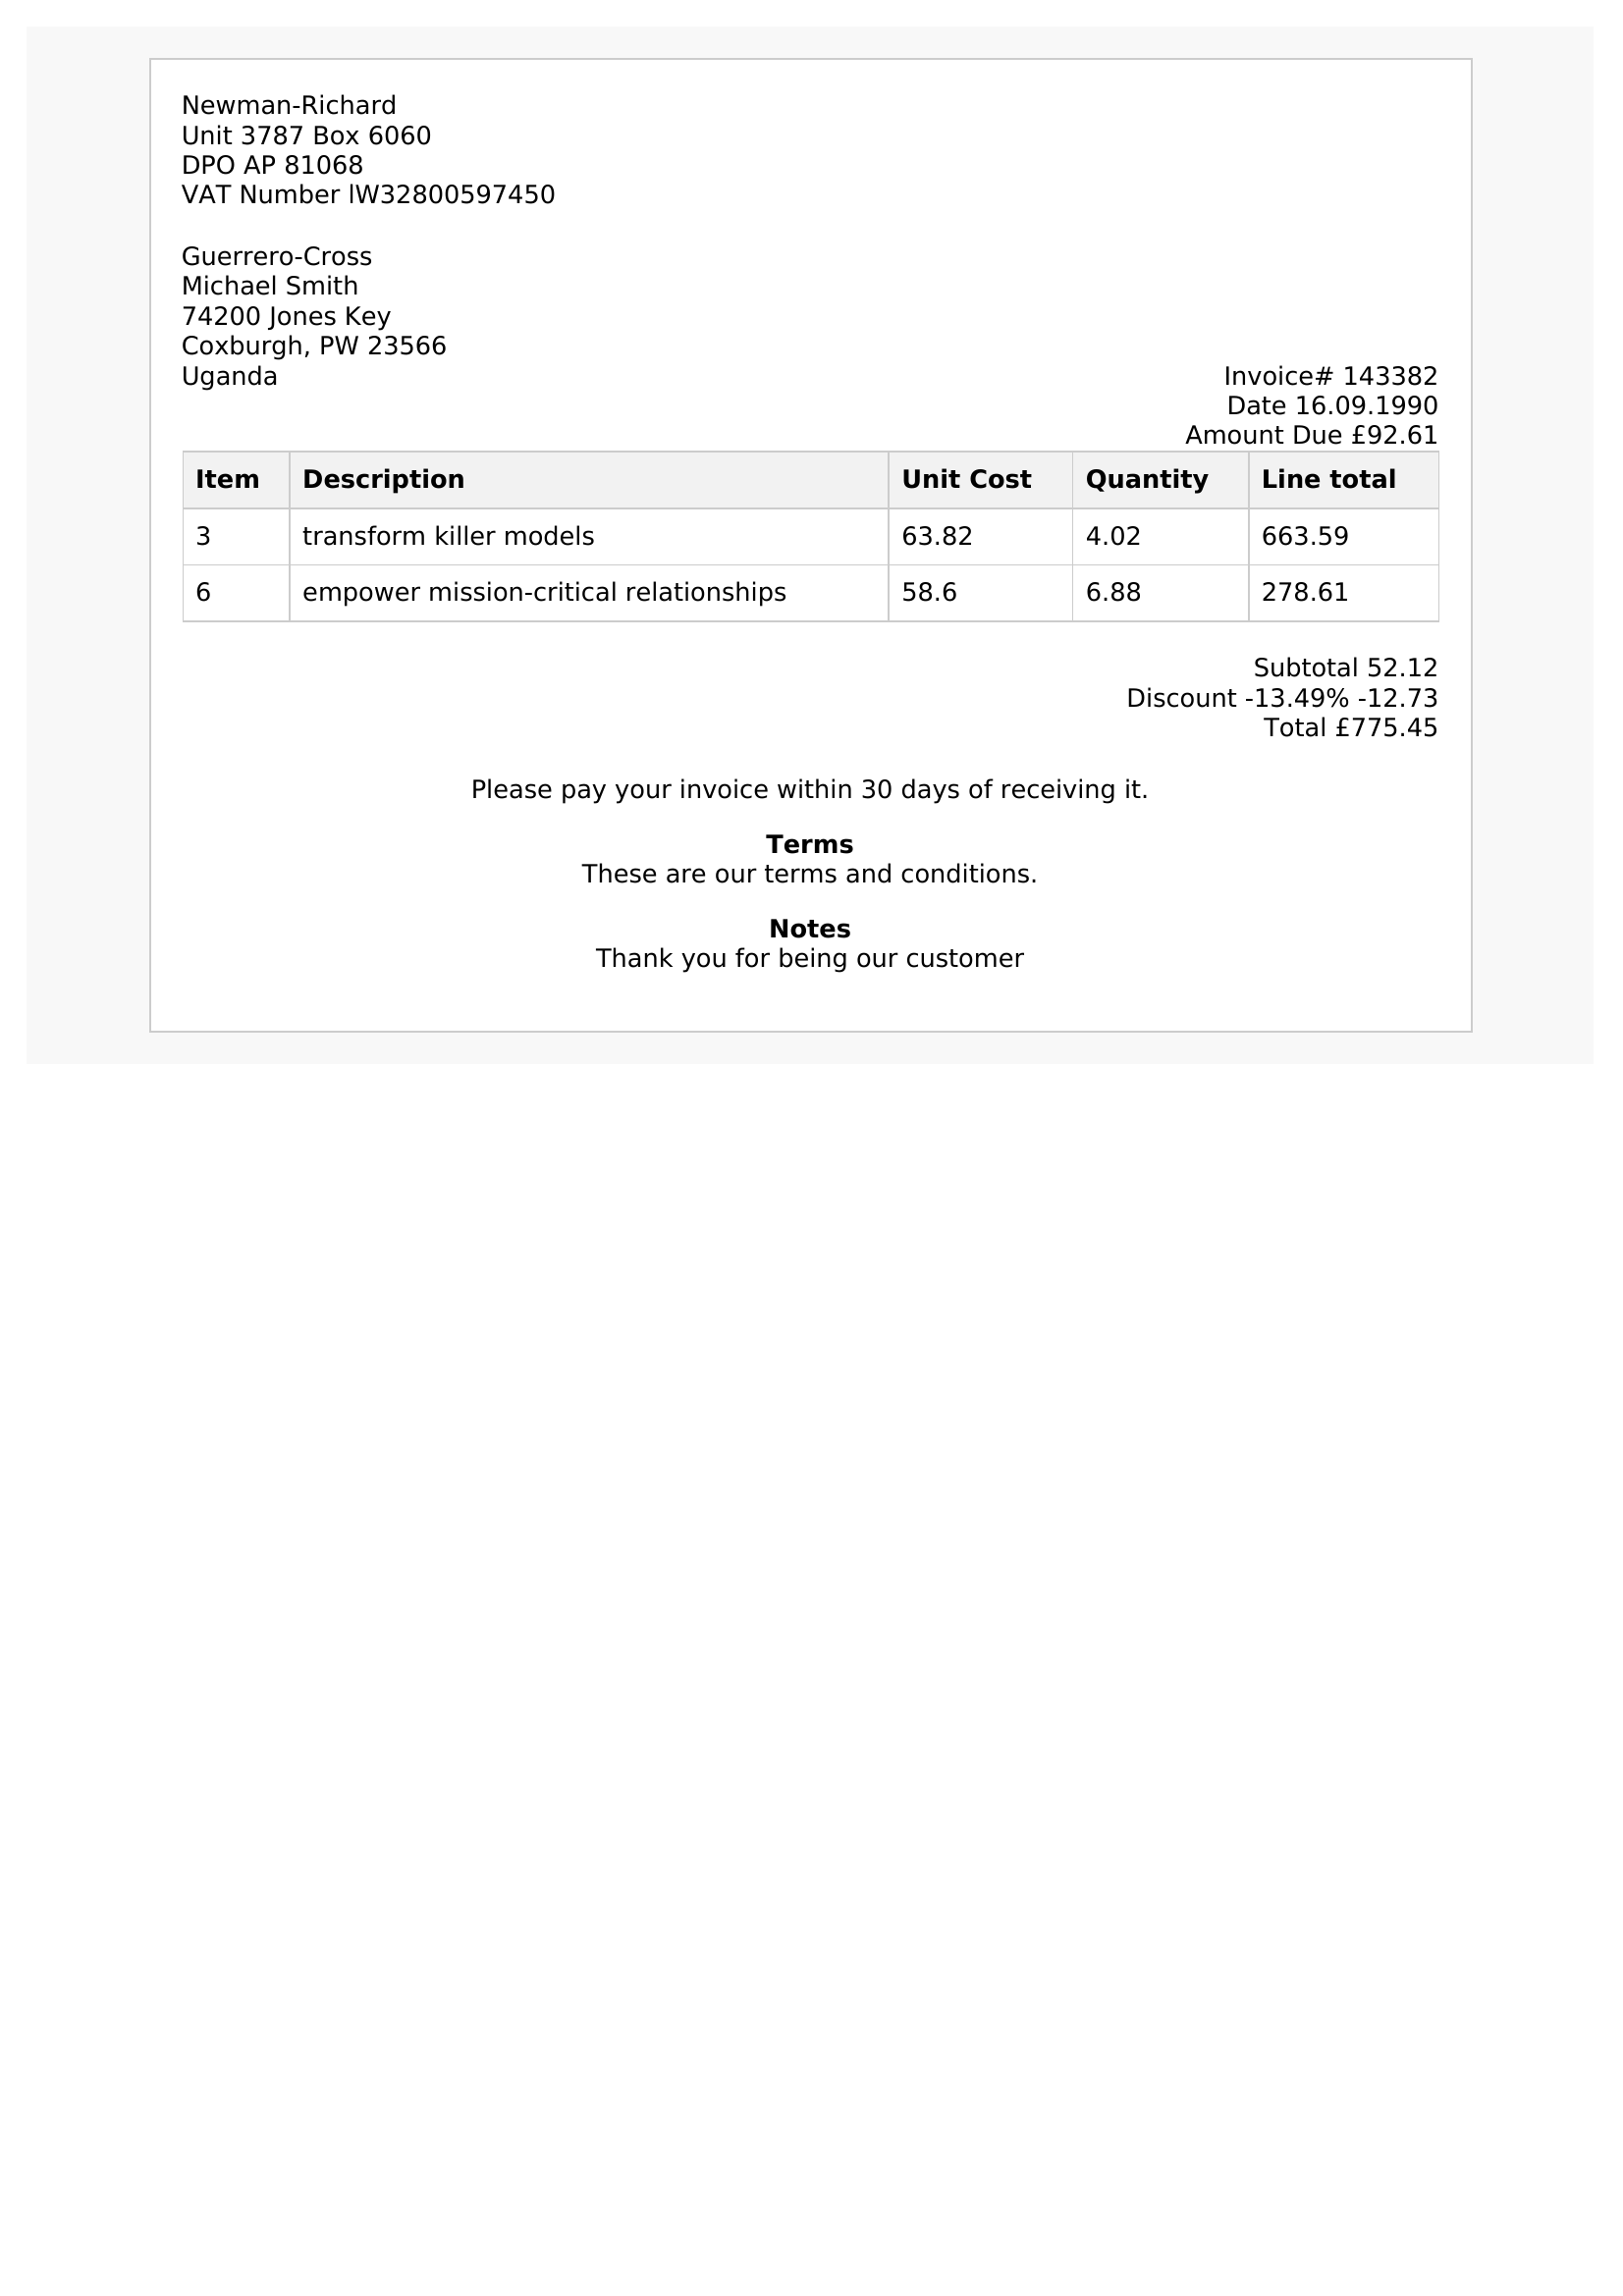 Newman-Richard
Unit 3787 Box 6060
DPO AP 81068
VAT Number lW32800597450
Guerrero-Cross
Michael Smith
74200 Jones Key
Coxburgh, PW 23566
Uganda
Invoice# 143382
Date 16.09.1990
Amount Due £92.61
Item Description Unit Cost Quantity Line total
3 transform killer models 63.82 4.02 663.59
6 empower mission-critical relationships 58.6 6.88 278.61
Subtotal 52.12
Discount -13.49% -12.73
Total £775.45
Please pay your invoice within 30 days of receiving it.
Terms
These are our terms and conditions.
Notes
Thank you for being our customer